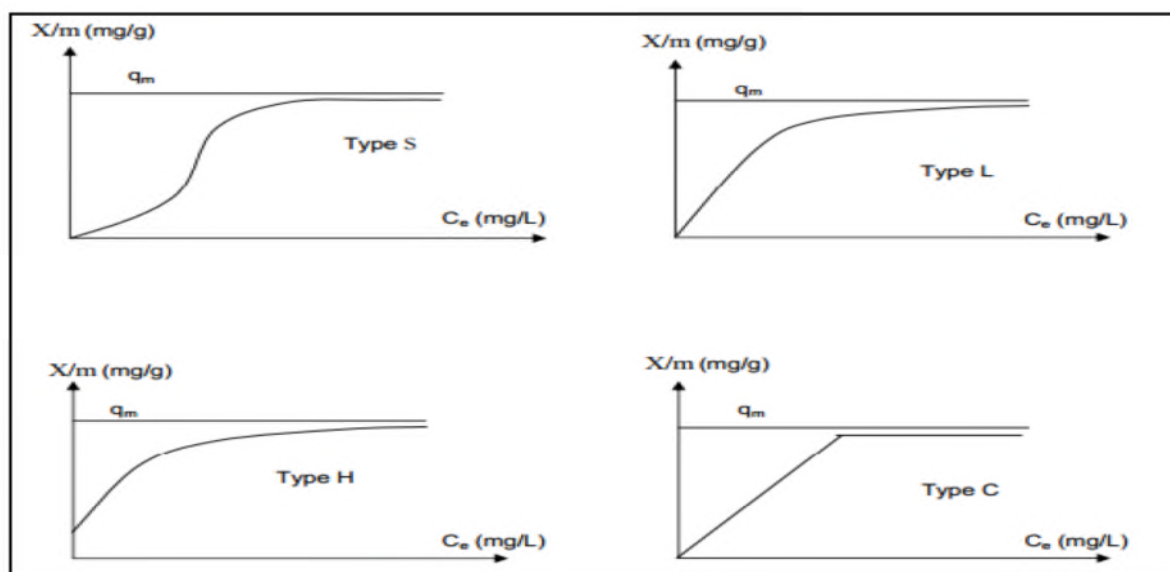 X/m (mg/g)
qm
Type S
Ce (mg/L)
X/m (mg/g)
qm
Type L
Ce (mg/L)
X/m (mg/g)
qm
Type H
Ce (mg/L)
X/m (mg/g)
qm
Type C
Ce (mg/L)